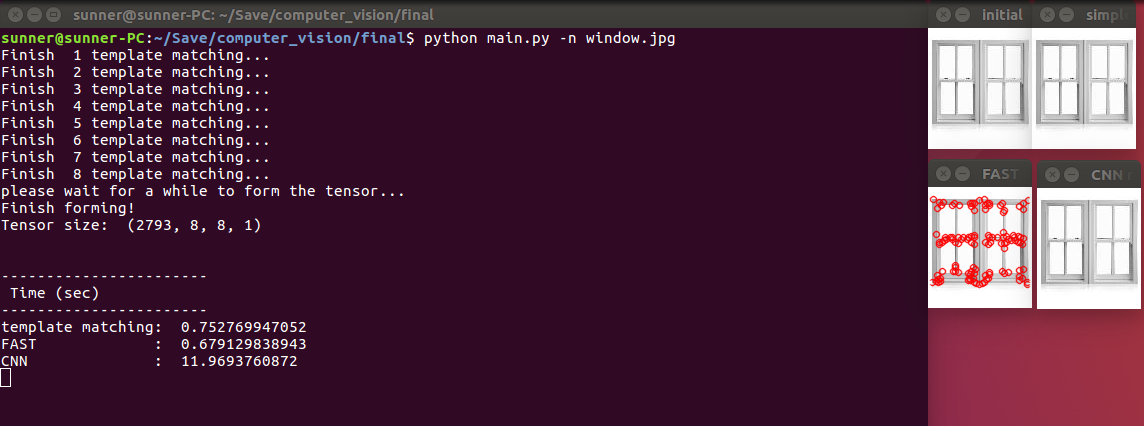 sunner@sunner-PC: ~/Save/computer_vision/final
sunner@sunner-PC:~/Save/computer_vision/final$ python main.py -n window.jpg
Finish  1 template matching...
Finish  2 template matching...
Finish  3 template matching...
Finish  4 template matching...
Finish  5 template matching...
Finish  6 template matching...
Finish  7 template matching...
Finish  8 template matching...
please wait for a while to form the tensor...
Finish forming!
Tensor size:  (2793, 8, 8, 1)
-----------------------
 Time (sec)
-----------------------
template matching:  0.752769947052
FAST             :  0.679129838943
CNN              :  11.9693760872
initial
FAST
CNN